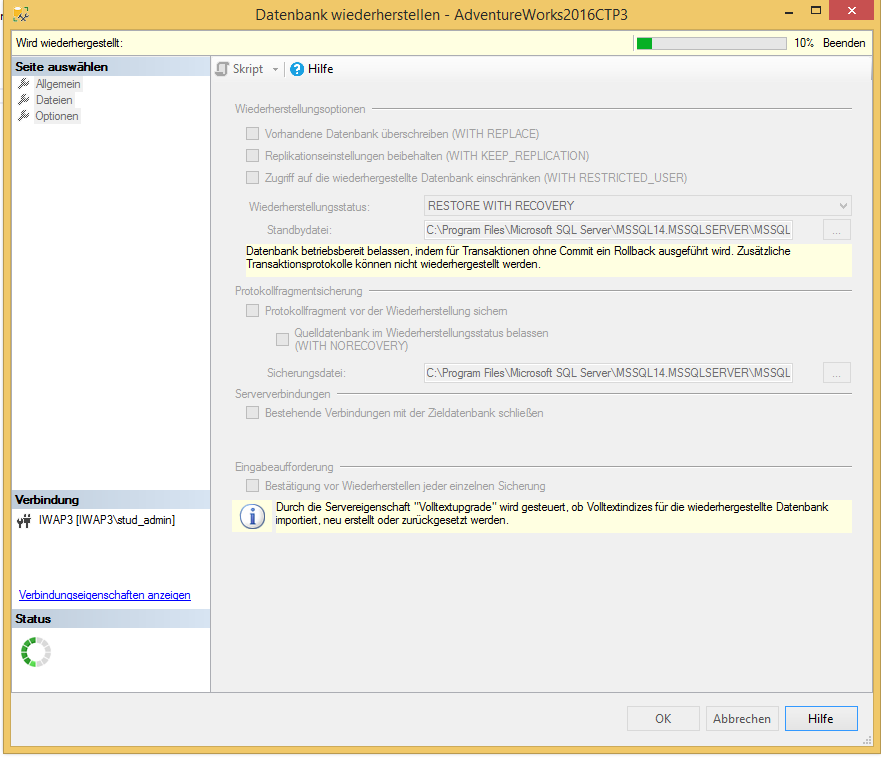 Datenbank wiederherstellen - AdventureWorks2016CTP3
Wird wiederhergestellt:
10% Beenden
Seite auswählen
Allgemein
Dateien
Optionen
Skript
Hilfe
Wiederherstellungsoptionen
Vorhandene Datenbank überschreiben (WITH REPLACE)
Replikationseinstellungen beibehalten (WITH KEEP_REPLICATION)
Zugriff auf die wiederhergestellte Datenbank einschränken (WITH RESTRICTED_USER)
Wiederherstellungsstatus: RESTORE WITH RECOVERY
Standbydatei: C:\Program Files\Microsoft SQL Server\MSSQL14.MSSQLSERVER\MSSQL ...
Datenbank betriebsbereit belassen, indem für Transaktionen ohne Commit ein Rollback ausgeführt wird. Zusätzliche
Transaktionsprotokolle können nicht wiederhergestellt werden.
Protokollfragmentsicherung
Protokollfragment vor der Wiederherstellung sichern
Quelldatenbank im Wiederherstellungsstatus belassen
(WITH NORECOVERY)
Sicherungsdatei: C:\Program Files\Microsoft SQL Server\MSSQL14.MSSQLSERVER\MSSQL ...
Serververbindungen
Bestehende Verbindungen mit der Zieldatenbank schließen
Eingabeaufforderung
Bestätigung vor Wiederherstellen jeder einzelnen Sicherung
Durch die Servereigenschaft "Volltextupgrade" wird gesteuert, ob Volltextindizes für die wiederhergestellte Datenbank
importiert, neu erstellt oder zurückgesetzt werden.
Verbindung
IWAP3 [IWAP3\stud_admin]
Verbindungseigenschaften anzeigen
Status
OK
Abbrechen
Hilfe